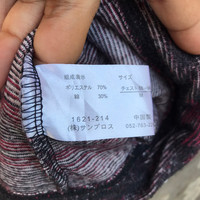 組成表示 サイズ
ポリエステル 70%
綿 30%
1621-214 中国製
(株)サンプロス